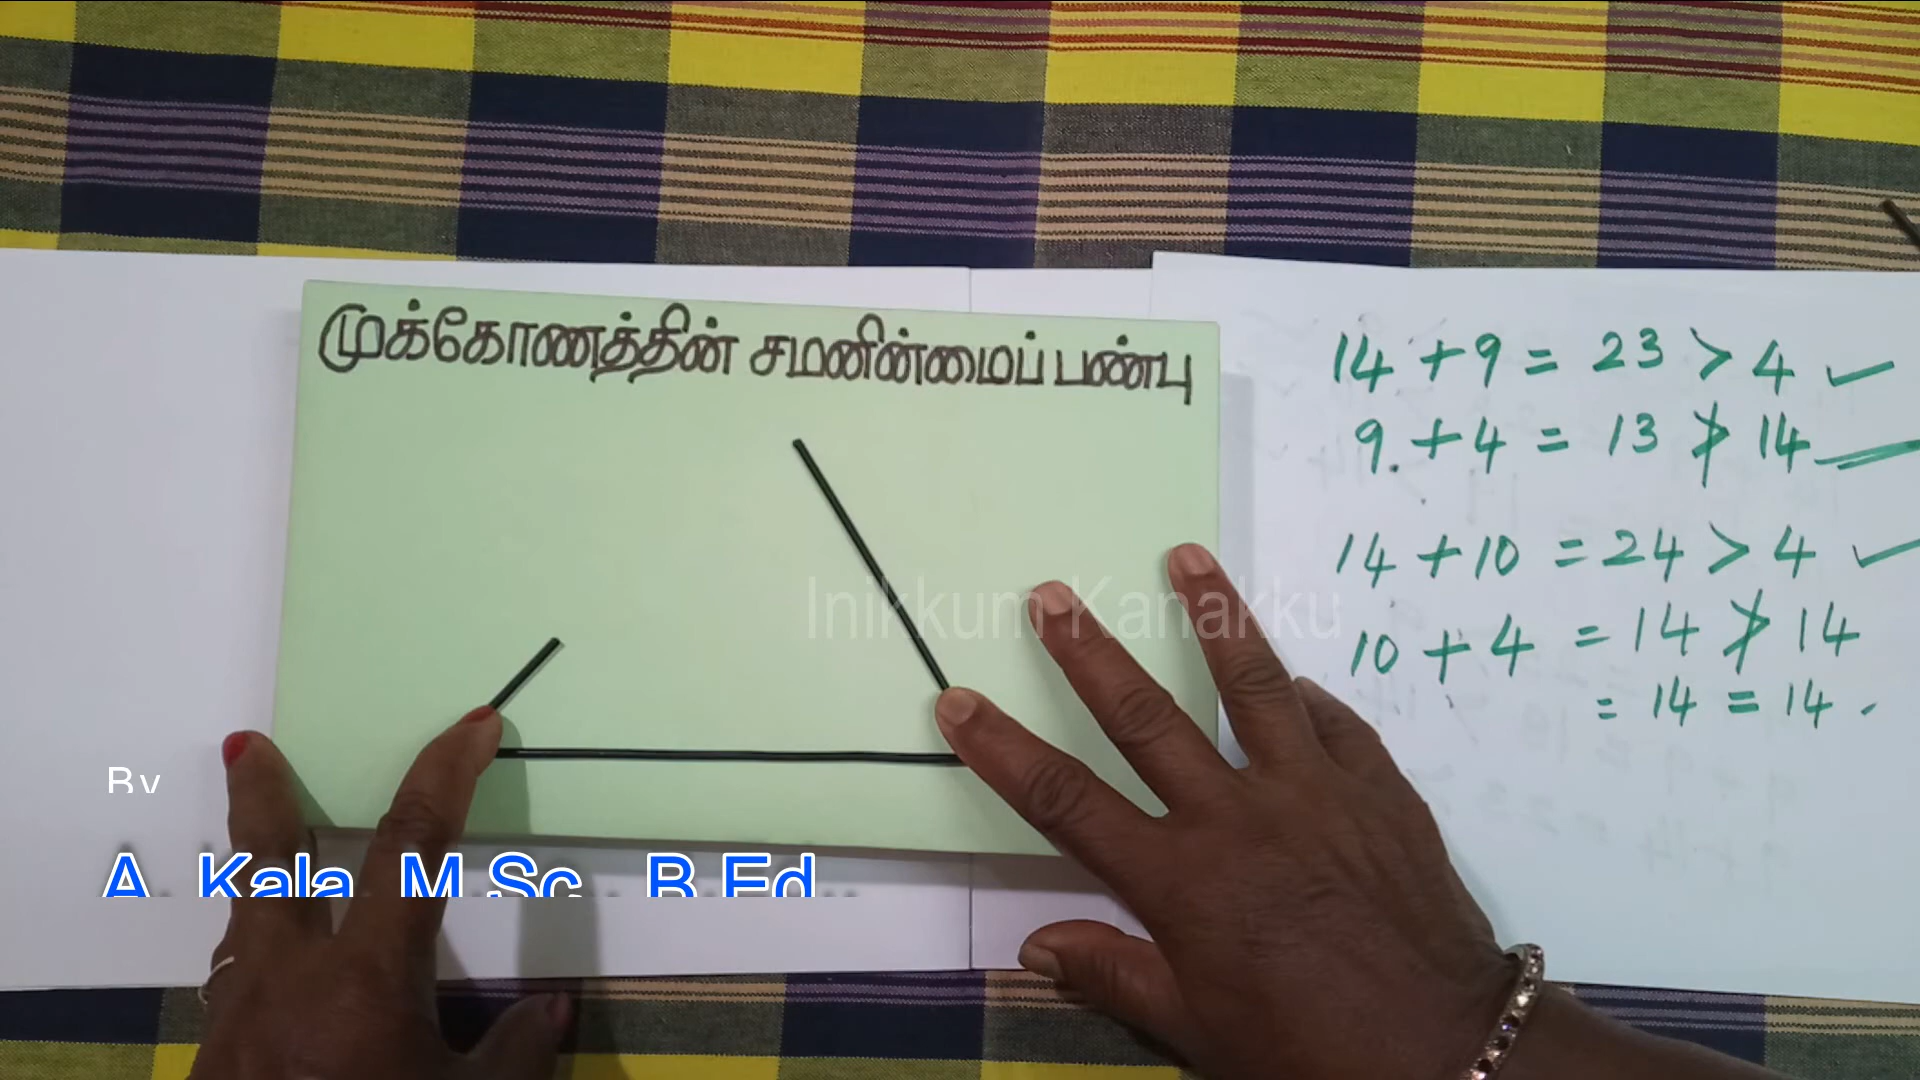 முக்கோணத்தின் சமனின்மைப் பண்பு
14 + 9 = 23 > 4 ✓
9. + 4 = 13 ≯ 14
14 + 10 = 24 > 4 ✓
10 + 4 = 14 ≯ 14
= 14 = 14.
Inikkum Kanakku
By
A. Kala, M.Sc., B.Ed.,